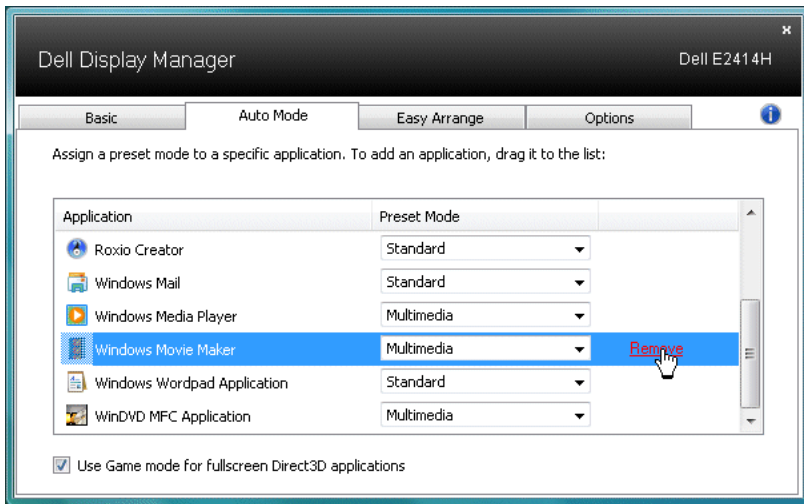 x
Dell Display Manager
Dell E2414H
Basic
Auto Mode
Easy Arrange
Options
i
Assign a preset mode to a specific application. To add an application, drag it to the list:
Application Preset Mode
Roxio Creator Standard
Windows Mail Standard
Windows Media Player Multimedia
Windows Movie Maker Multimedia Remove
Windows Wordpad Application Standard
WinDVD MFC Application Multimedia
Use Game mode for fullscreen Direct3D applications